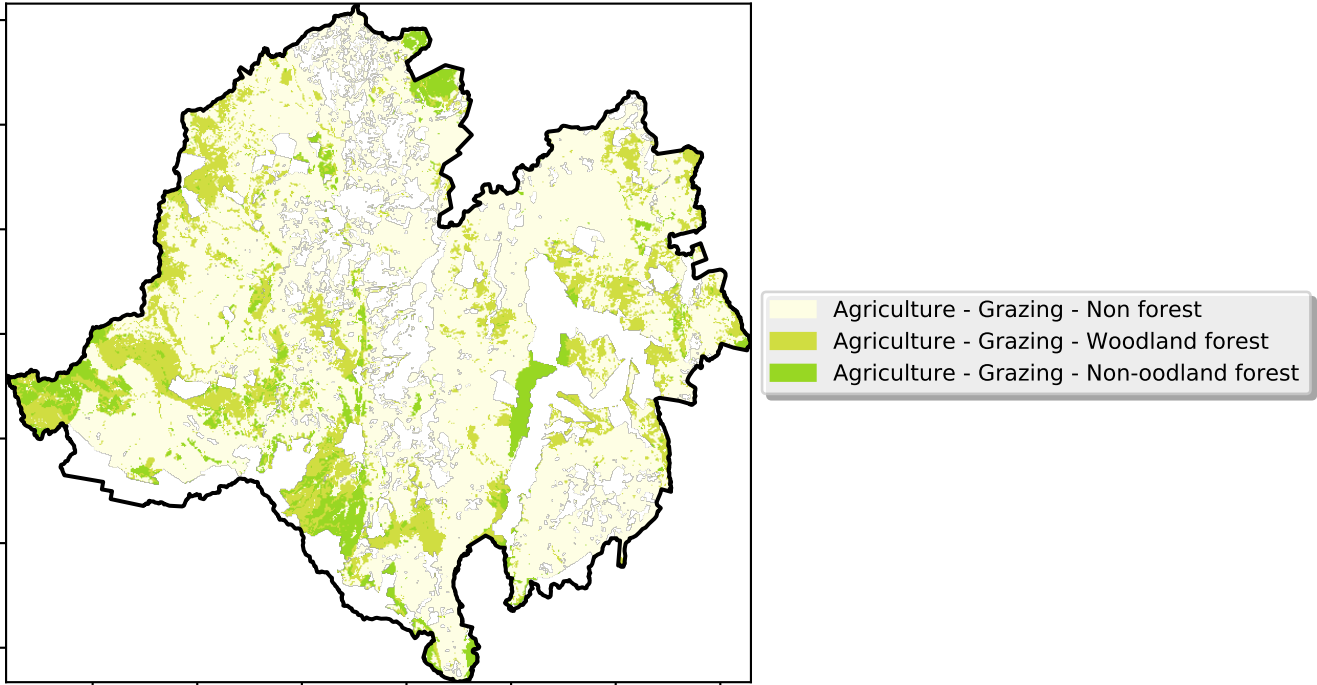 Agriculture - Grazing - Non forest
Agriculture - Grazing - Woodland forest
Agriculture - Grazing - Non-oodland forest